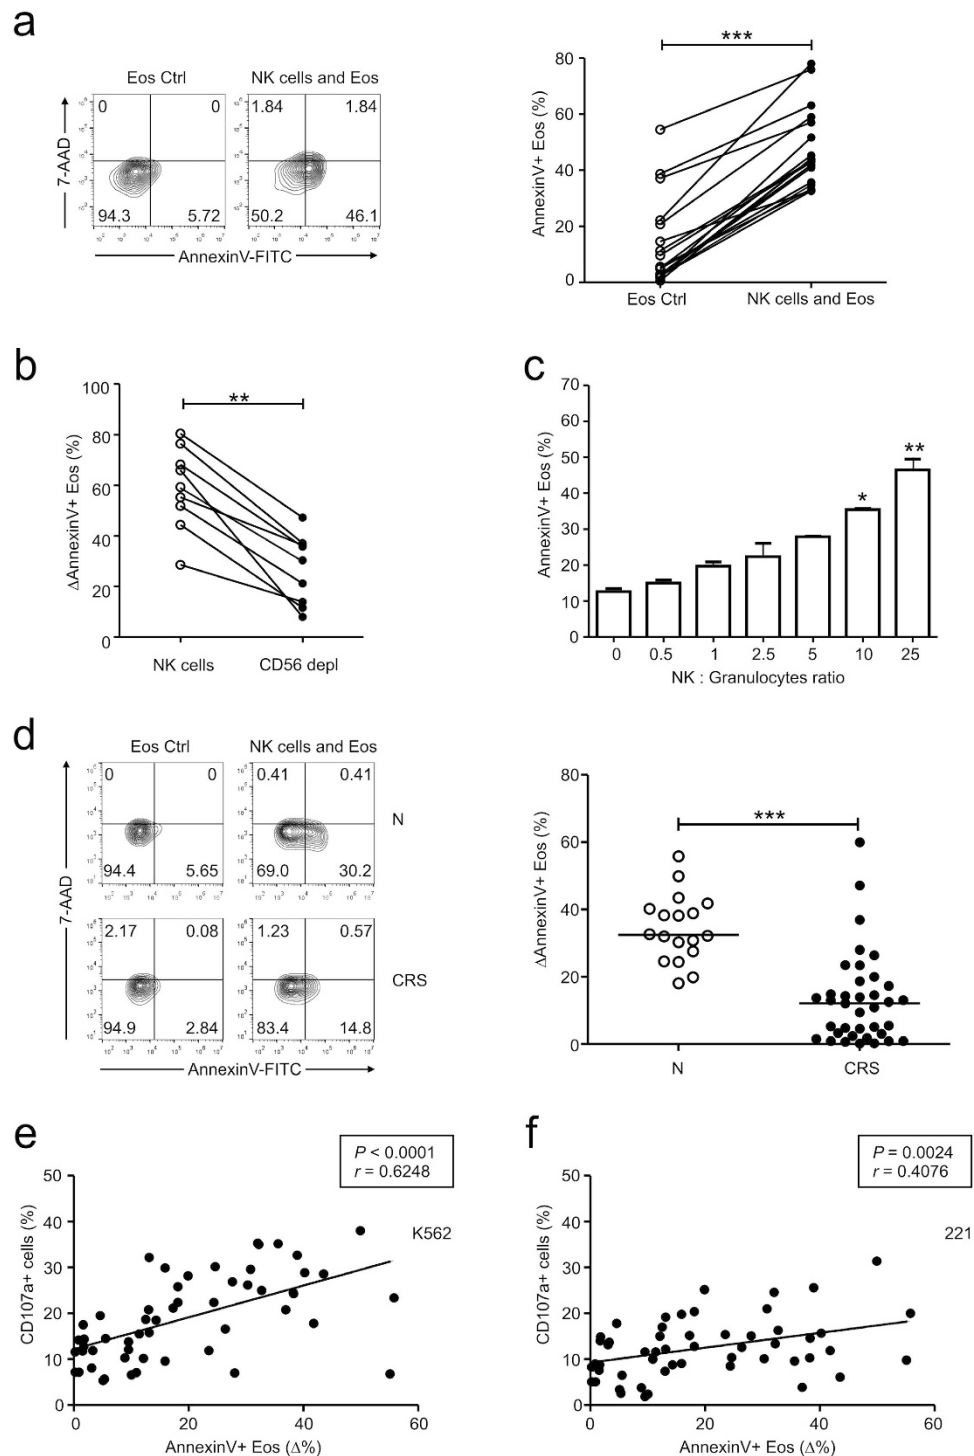 a
Eos Ctrl
NK cells and Eos
0 0
1.84 1.84
94.3 5.72
50.2 46.1
7-AAD
AnnexinV-FITC
***
80
60
40
20
0
AnnexinV+ Eos (%)
Eos Ctrl
NK cells and Eos
b
**
100
80
60
40
20
0
ΔAnnexinV+ Eos (%)
NK cells
CD56 depl
c
70
60
50
40
30
20
10
0
AnnexinV+ Eos (%)
*
**
0 0.5 1 2.5 5 10 25
NK : Granulocytes ratio
d
Eos Ctrl
NK cells and Eos
0 0
0.41 0.41
N
94.4 5.65
69.0 30.2
2.17 0.08
1.23 0.57
CRS
94.9 2.84
83.4 14.8
7-AAD
AnnexinV-FITC
***
80
60
40
20
0
ΔAnnexinV+ Eos (%)
N
CRS
e
P < 0.0001
r = 0.6248
K562
50
40
30
20
10
0
CD107a+ cells (%)
0 20 40 60
AnnexinV+ Eos (Δ%)
f
P = 0.0024
r = 0.4076
221
50
40
30
20
10
0
CD107a+ cells (%)
0 20 40 60
AnnexinV+ Eos (Δ%)